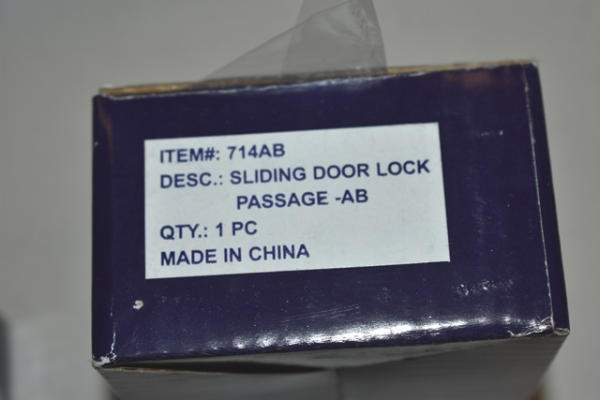 ITEM#: 714AB
DESC.: SLIDING DOOR LOCK
PASSAGE -AB
QTY.: 1 PC
MADE IN CHINA